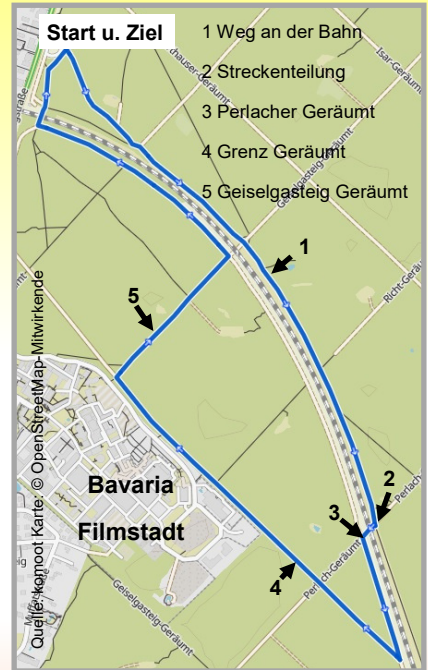 Start u. Ziel
1 Weg an der Bahn
2 Streckenteilung
3 Perlacher Geräumt
4 Grenz Geräumt
5 Geiselgasteig Geräumt
Isar-Geräumt
Richt-Geräumt
1
5
2
3
Perlach-Geräumt
4
Bavaria
Filmstadt
Geiselgasteig-Geräumt
Quelle: komoot Karte: © OpenStreetMap-Mitwirkende